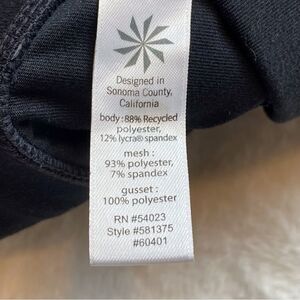 Designed in
Sonoma County,
California
body: 88% Recycled
polyester,
12% lycra® spandex
mesh :
93% polyester,
7% spandex
gusset :
100% polyester
RN #54023
Style #581375
#60401